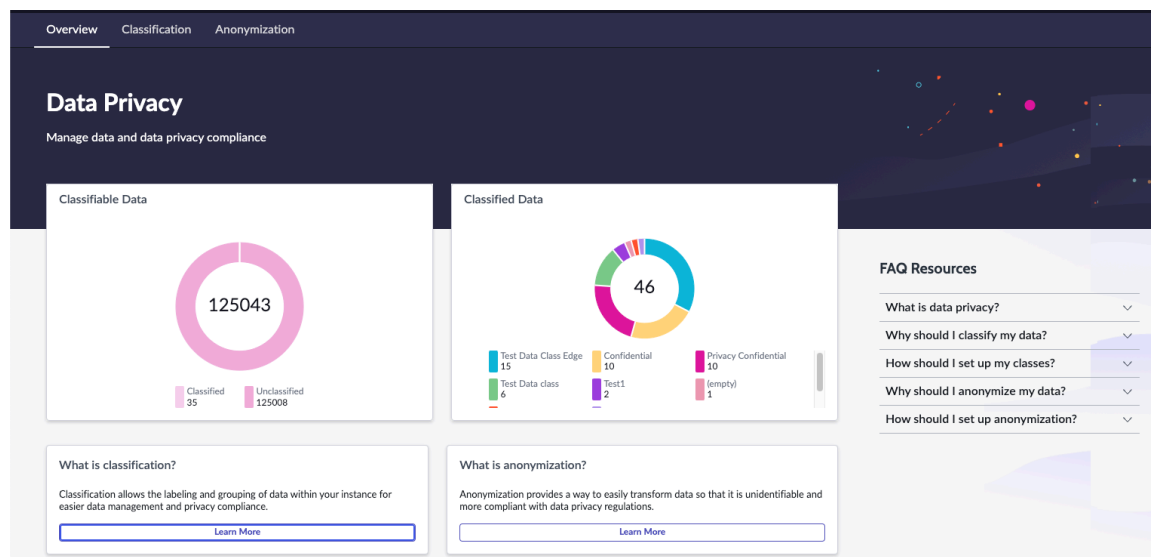 Overview Classification Anonymization
Data Privacy
Manage data and data privacy compliance
Classifiable Data
125043
Classified
35
Unclassified
125008
Classified Data
46
Test Data Class Edge
15
Confidential
10
Privacy Confidential
10
Test Data class
6
Test1
2
(empty)
1
FAQ Resources
What is data privacy?
Why should I classify my data?
How should I set up my classes?
Why should I anonymize my data?
How should I set up anonymization?
What is classification?
Classification allows the labeling and grouping of data within your instance for
easier data management and privacy compliance.
Learn More
What is anonymization?
Anonymization provides a way to easily transform data so that it is unidentifiable and
more compliant with data privacy regulations.
Learn More